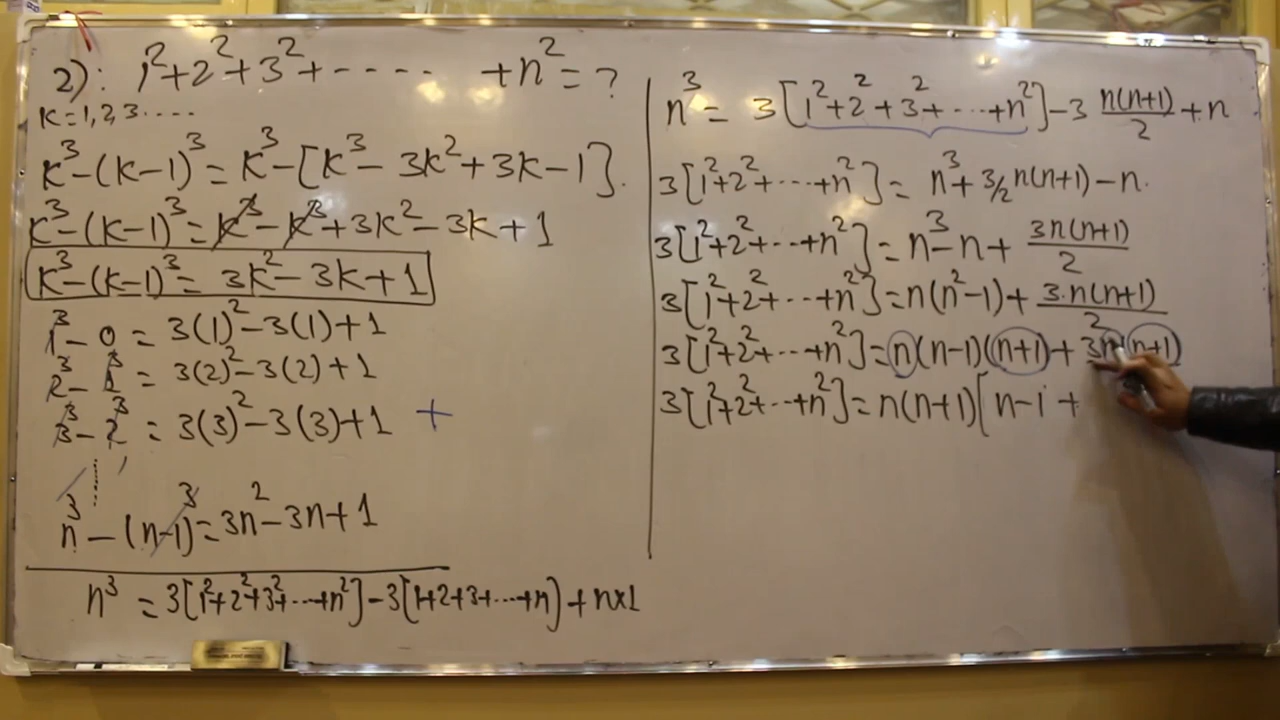 2): 1²+2²+3²+----- +n²=?
K=1,2,3.....
K³-(K-1)³=K³-[K³-3K²+3K-1].
K³-(K-1)³=K³-K³+3K²-3K+1
K³-(K-1)³=3K²-3K+1
1³-0=3(1)²-3(1)+1
2³-1³=3(2)²-3(2)+1
3³-2³=3(3)²-3(3)+1 +
n³-(n-1)³=3n²-3n+1
n³=3[1²+2²+3²+...+n²]-3[1+2+3+...+n]+n×1
n³=3[1²+2²+3²+...+n²]-3 n(n+1)/2 +n
3[1²+2²+...+n²]=n³+3/2 n(n+1)-n.
3[1²+2²+...+n²]=n³-n+ 3n(n+1)/2
3[1²+2²+...+n²]=n(n²-1)+ 3·n(n+1)/2
3[1²+2²+...+n²]=n(n-1)(n+1)+ 3n(n+1)
3[1²+2²+...+n²]=n(n+1)[n-1+